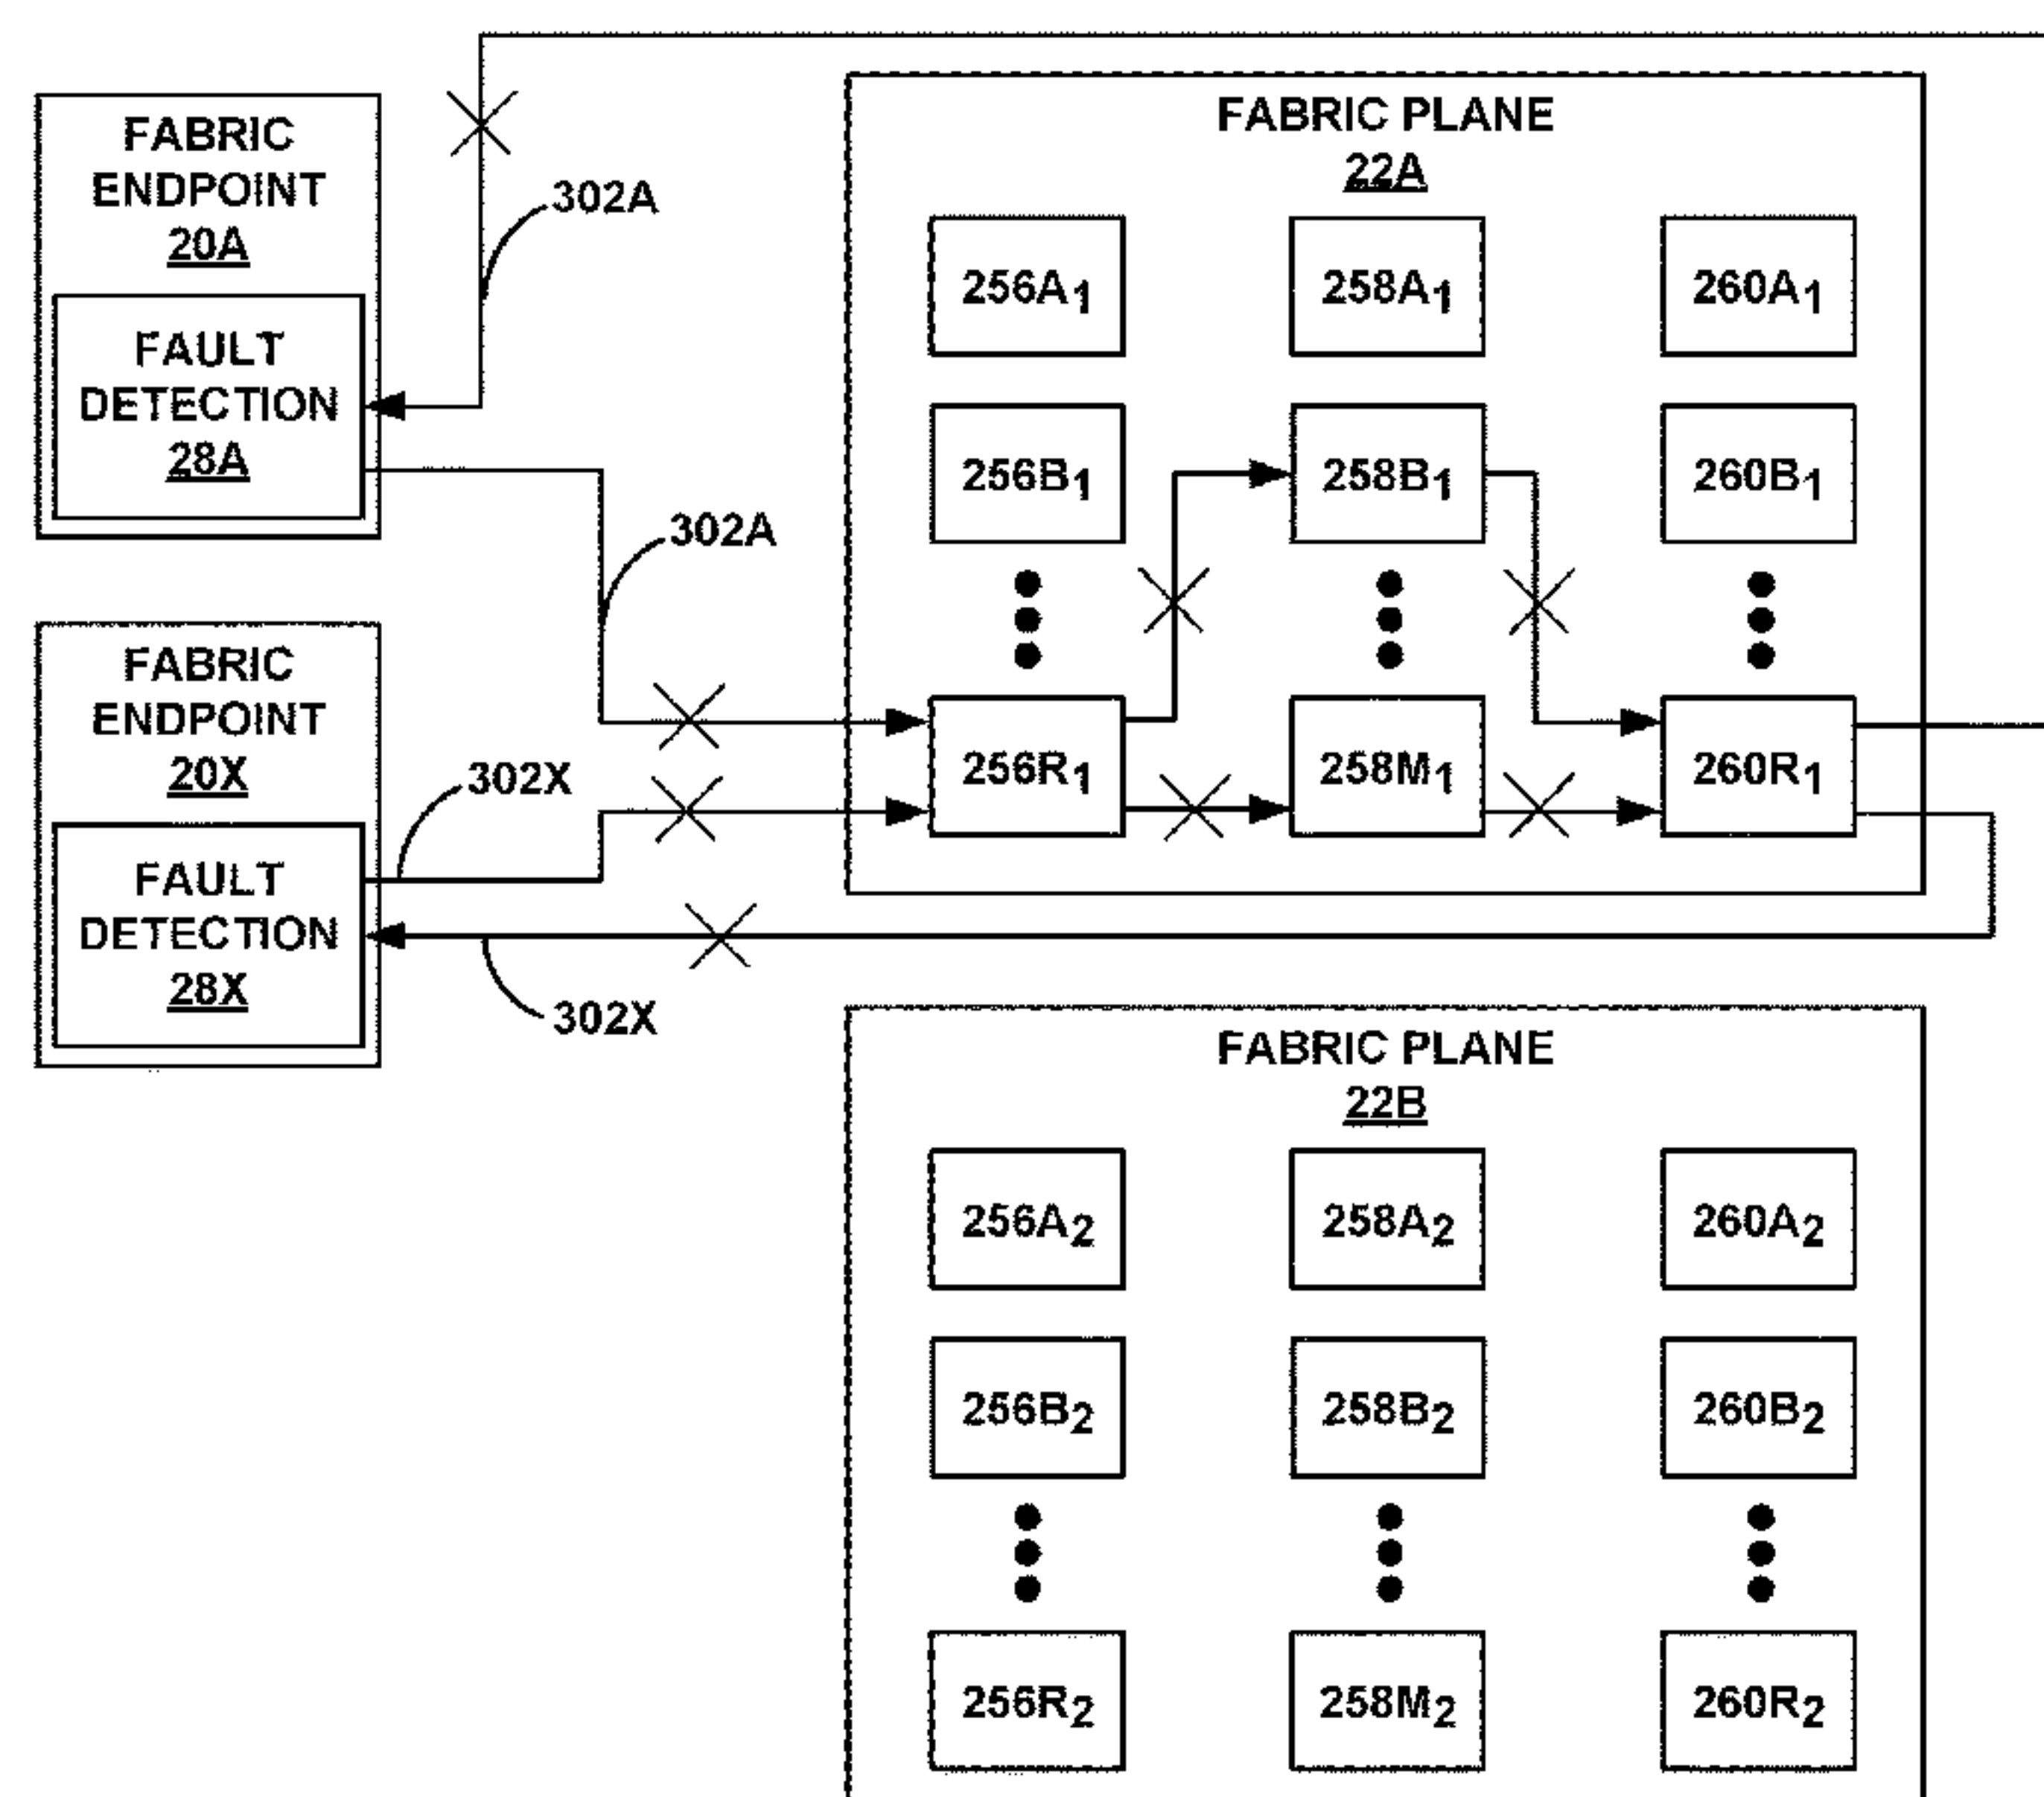 FABRIC
ENDPOINT
20A
FAULT
DETECTION
28A
302A
302A
FABRIC
ENDPOINT
20X
FAULT
DETECTION
28X
302X
302X
FABRIC PLANE
22A
256A1 258A1 260A1
256B1 258B1 260B1
256R1 258M1 260R1
FABRIC PLANE
22B
256A2 258A2 260A2
256B2 258B2 260B2
256R2 258M2 260R2